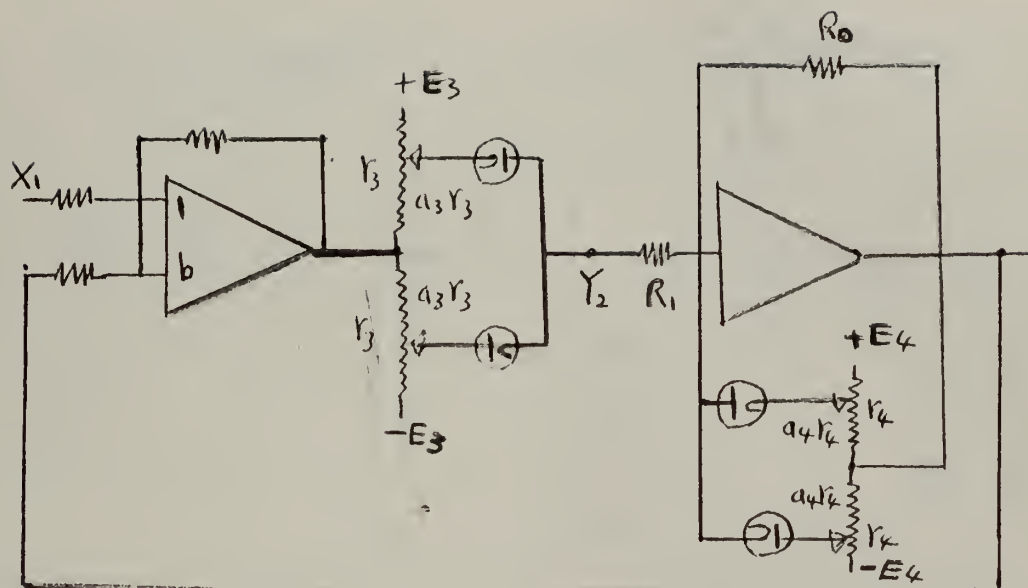 R₀
+E₃
X₁
r₃
a₃r₃
1
b
a₃r₃
r₃
Y₂
R₁
+E₄
r₄
a₄r₄
a₄r₄
r₄
-E₃
-E₄